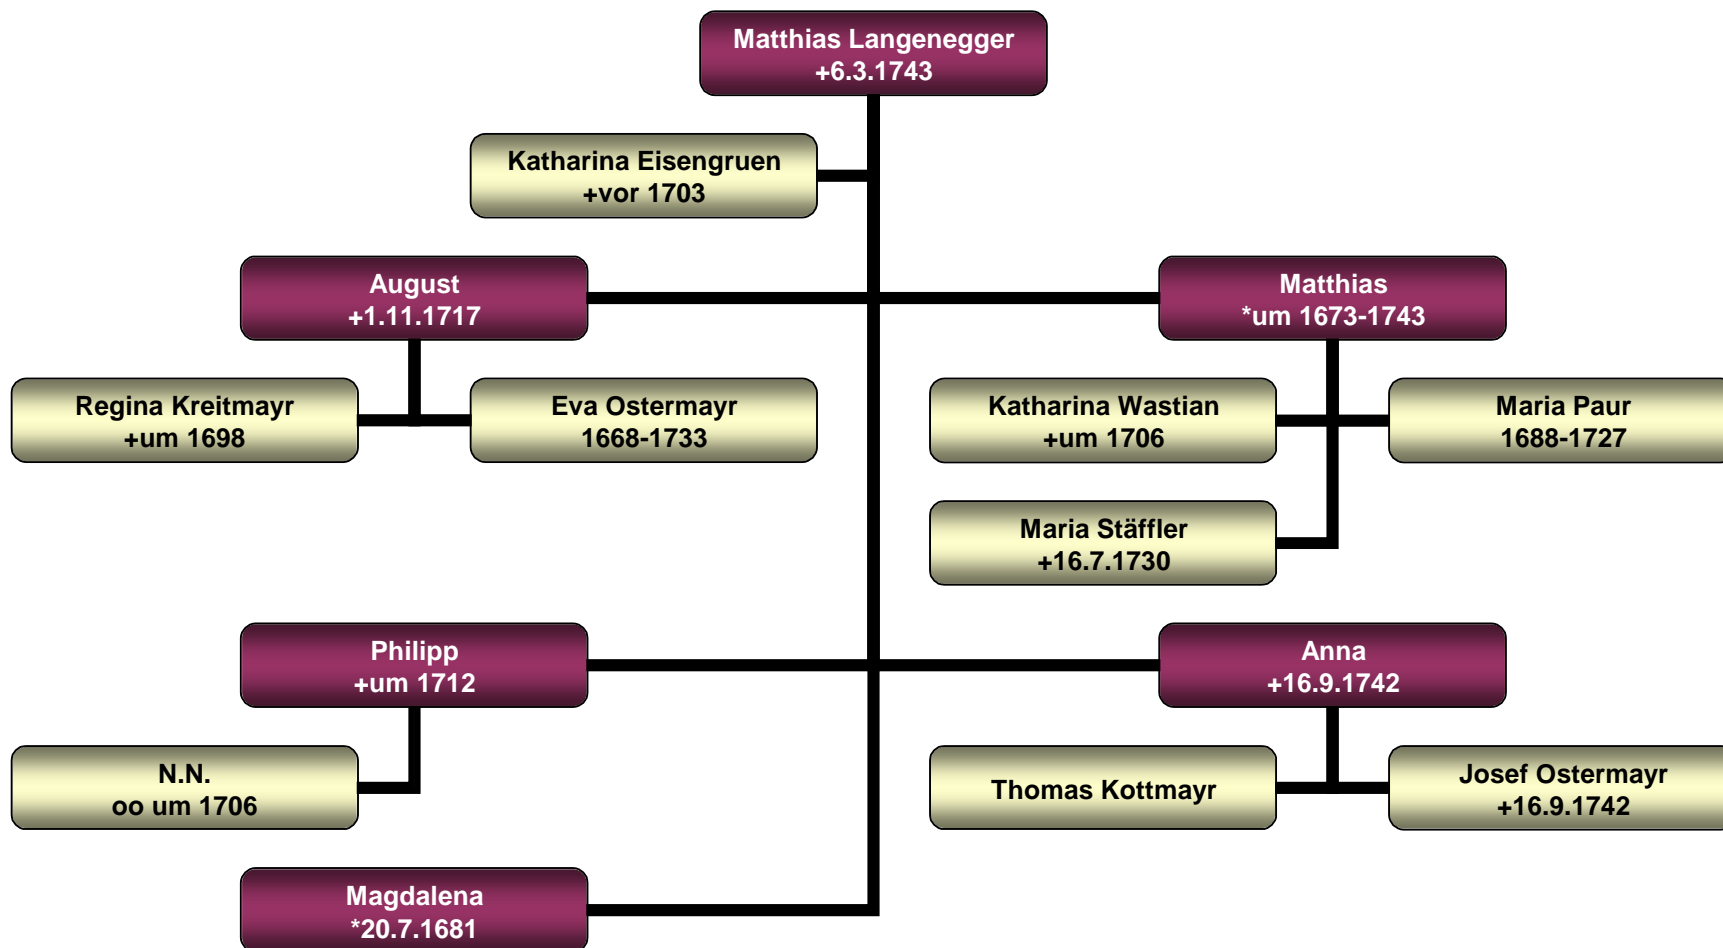 Matthias Langenegger
+6.3.1743
Katharina Eisengruen
+vor 1703
August
+1.11.1717
Matthias
*um 1673-1743
Regina Kreitmayr
+um 1698
Eva Ostermayr
1668-1733
Katharina Wastian
+um 1706
Maria Paur
1688-1727
Maria Stäffler
+16.7.1730
Philipp
+um 1712
Anna
+16.9.1742
N.N.
oo um 1706
Thomas Kottmayr
Josef Ostermayr
+16.9.1742
Magdalena
*20.7.1681